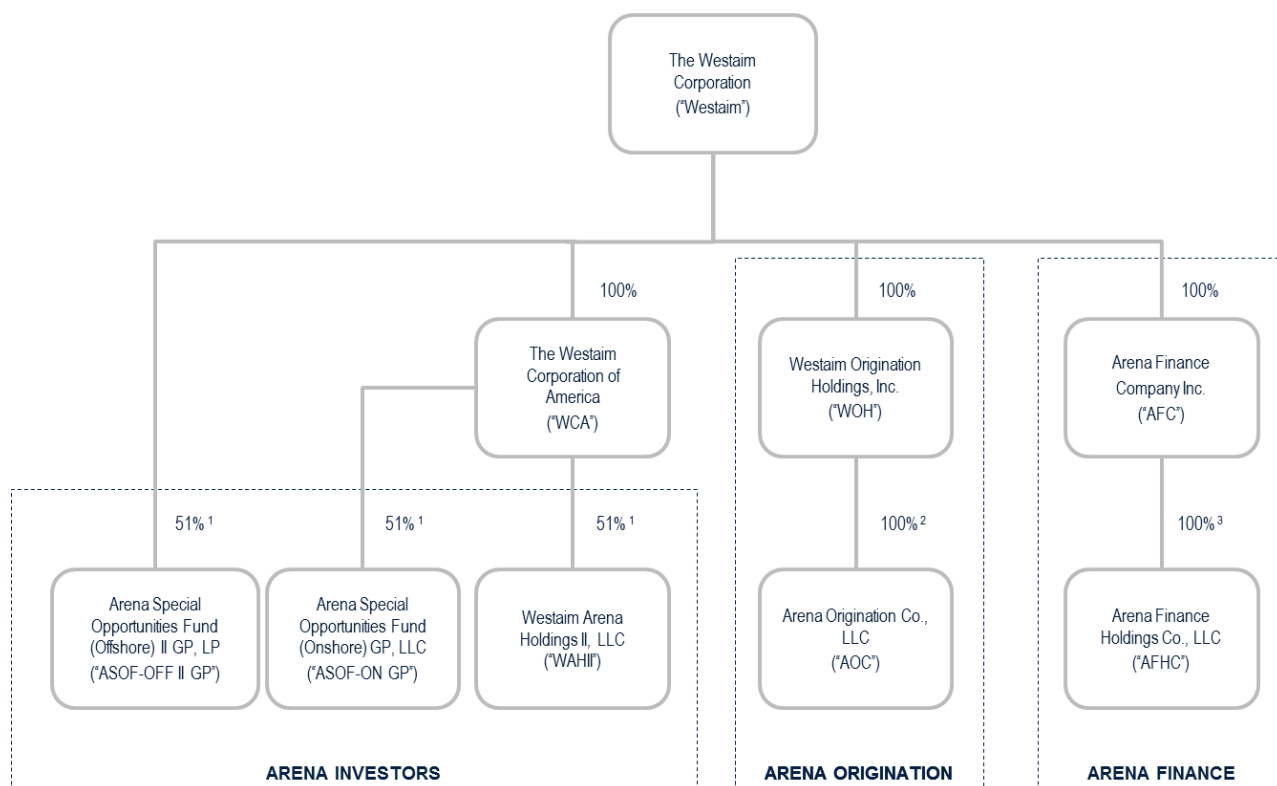 The Westaim
Corporation
("Westaim")
100%
100%
100%
The Westaim
Corporation of
America
("WCA")
Westaim Origination
Holdings, Inc.
("WOH")
Arena Finance
Company Inc.
("AFC")
51% ¹
51% ¹
51% ¹
100% ²
100% ³
Arena Special
Opportunities Fund
(Offshore) II GP, LP
("ASOF-OFF II GP")
Arena Special
Opportunities Fund
(Onshore) GP, LLC
("ASOF-ON GP")
Westaim Arena
Holdings II, LLC
("WAHII")
Arena Origination Co.,
LLC
("AOC")
Arena Finance
Holdings Co., LLC
("AFHC")
ARENA INVESTORS
ARENA ORIGINATION
ARENA FINANCE